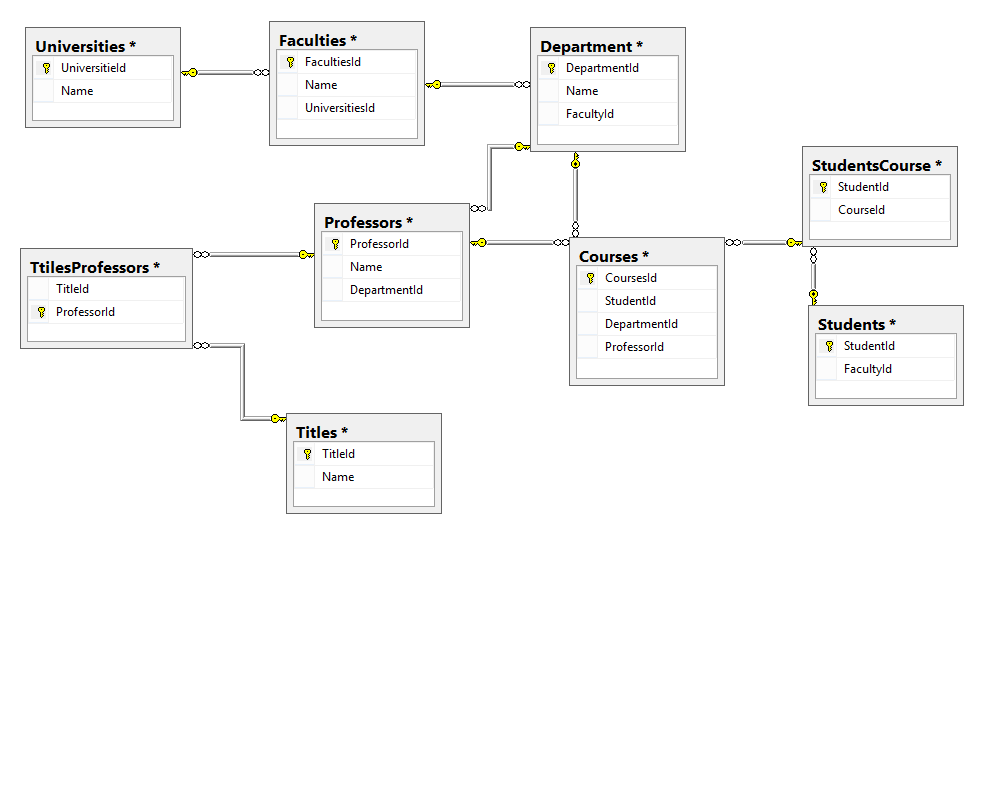 Universities *
UniversitieId
Name
Faculties *
FacultiesId
Name
UniversitiesId
Department *
DepartmentId
Name
FacultyId
StudentsCourse *
StudentId
CourseId
Professors *
ProfessorId
Name
DepartmentId
TtilesProfessors *
TitleId
ProfessorId
Courses *
CoursesId
StudentId
DepartmentId
ProfessorId
Students *
StudentId
FacultyId
Titles *
TitleId
Name